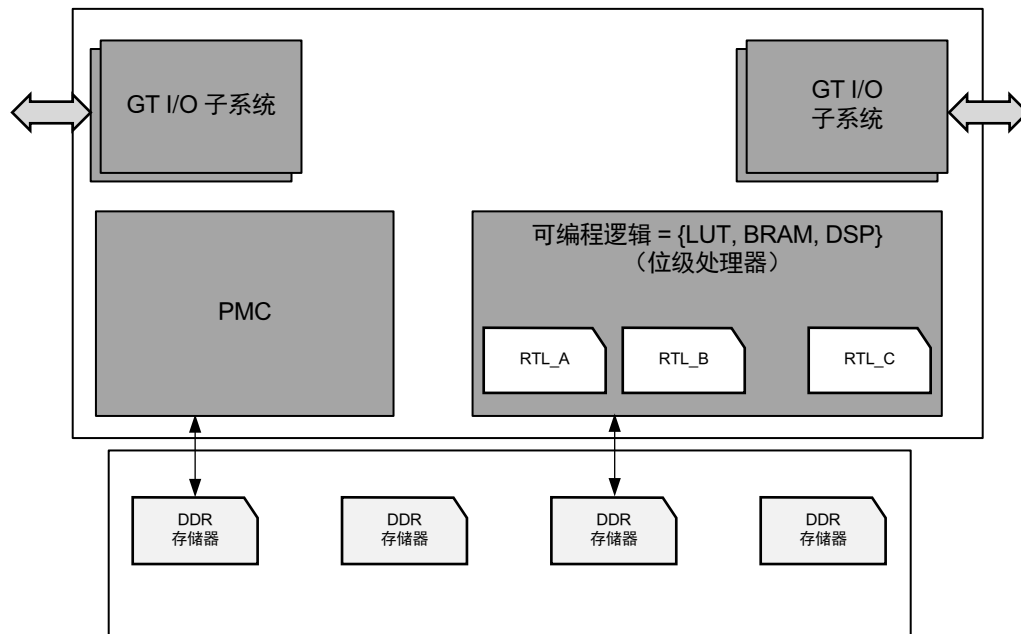 GT I/O 子系统
GT I/O
子系统
PMC
可编程逻辑 = {LUT, BRAM, DSP}
（位级处理器）
RTL_A
RTL_B
RTL_C
DDR
存储器
DDR
存储器
DDR
存储器
DDR
存储器